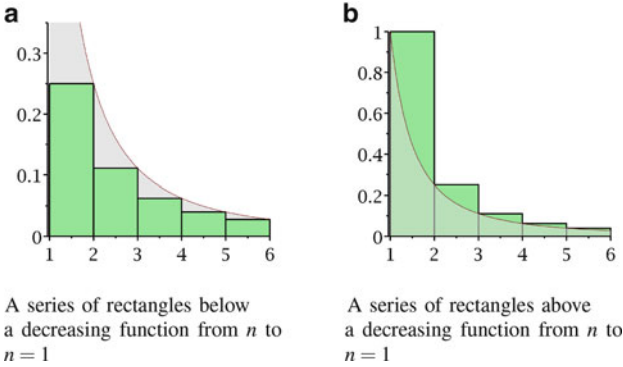 a
0.3
0.2
0.1
0
1 2 3 4 5 6
A series of rectangles below
a decreasing function from n to
n = 1
b
1
0.8
0.6
0.4
0.2
0
1 2 3 4 5 6
A series of rectangles above
a decreasing function from n to
n = 1